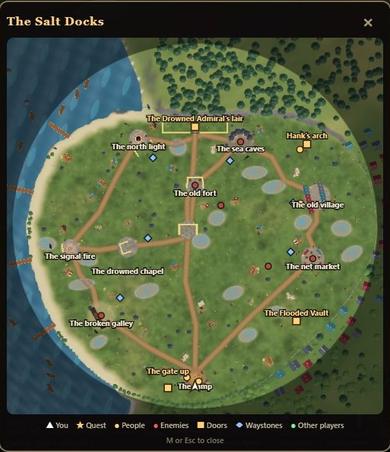 The Salt Docks
The Drowned Admiral's lair
The north light
The sea caves
Hank's arch
The old fort
The old village
The signal fire
The drowned chapel
The net market
The broken galley
The Flooded Vault
The gate up
You
Quest
People
Enemies
Doors
Waystones
Other players
M or Esc to close